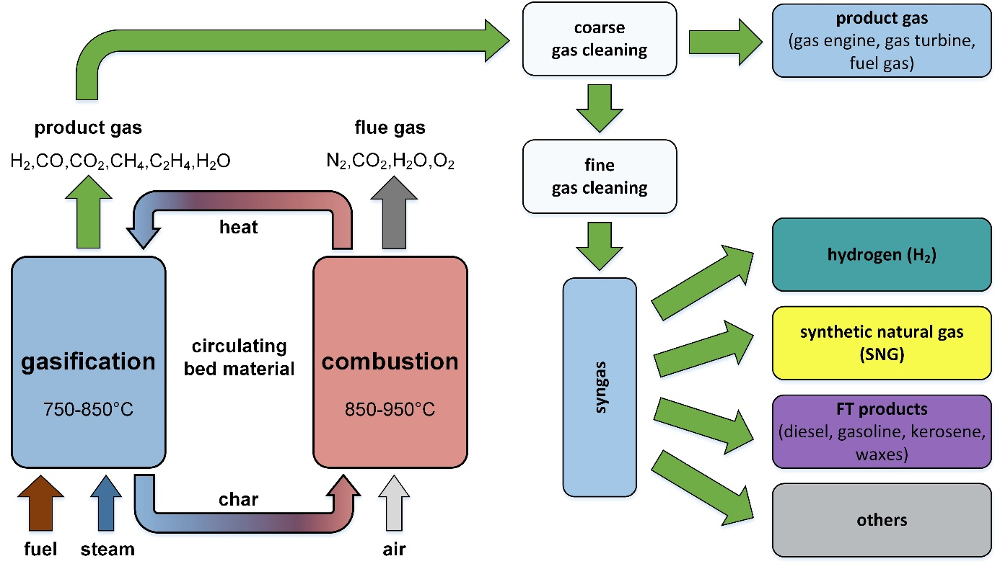 coarse
gas cleaning
product gas
(gas engine, gas turbine,
fuel gas)
product gas
H₂,CO,CO₂,CH₄,C₂H₄,H₂O
flue gas
N₂,CO₂,H₂O,O₂
fine
gas cleaning
heat
gasification
750-850°C
circulating
bed material
combustion
850-950°C
char
fuel
steam
air
syngas
hydrogen (H₂)
synthetic natural gas
(SNG)
FT products
(diesel, gasoline, kerosene,
waxes)
others